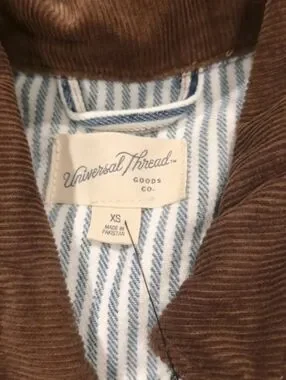 Universal Thread™
GOODS
CO.
XS
MADE IN
PAKISTAN